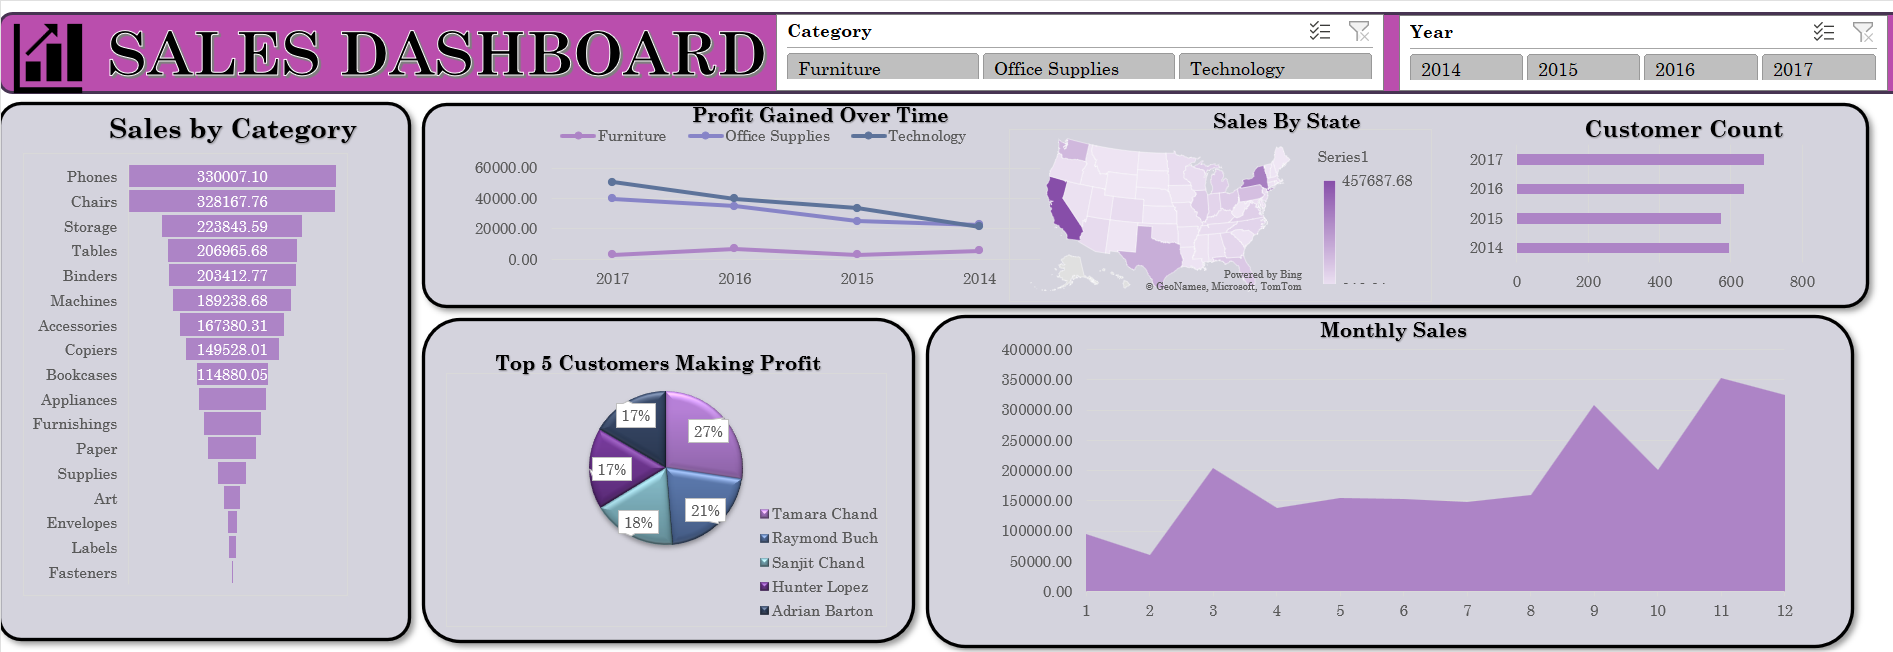 SALES DASHBOARD
Category
Furniture
Office Supplies
Technology
Year
2014
2015
2016
2017
Sales by Category
Phones 330007.10
Chairs 328167.76
Storage 223843.59
Tables 206965.68
Binders 203412.77
Machines 189238.68
Accessories 167380.31
Copiers 149528.01
Bookcases 114880.05
Appliances
Furnishings
Paper
Supplies
Art
Envelopes
Labels
Fasteners
Profit Gained Over Time
Furniture Office Supplies Technology
60000.00
40000.00
20000.00
0.00
2017 2016 2015 2014
Sales By State
Series1
457687.68
Powered by Bing
© GeoNames, Microsoft, TomTom
Customer Count
2017
2016
2015
2014
0 200 400 600 800
Top 5 Customers Making Profit
17%
27%
17%
21%
18%
Tamara Chand
Raymond Buch
Sanjit Chand
Hunter Lopez
Adrian Barton
Monthly Sales
400000.00
350000.00
300000.00
250000.00
200000.00
150000.00
100000.00
50000.00
0.00
1 2 3 4 5 6 7 8 9 10 11 12